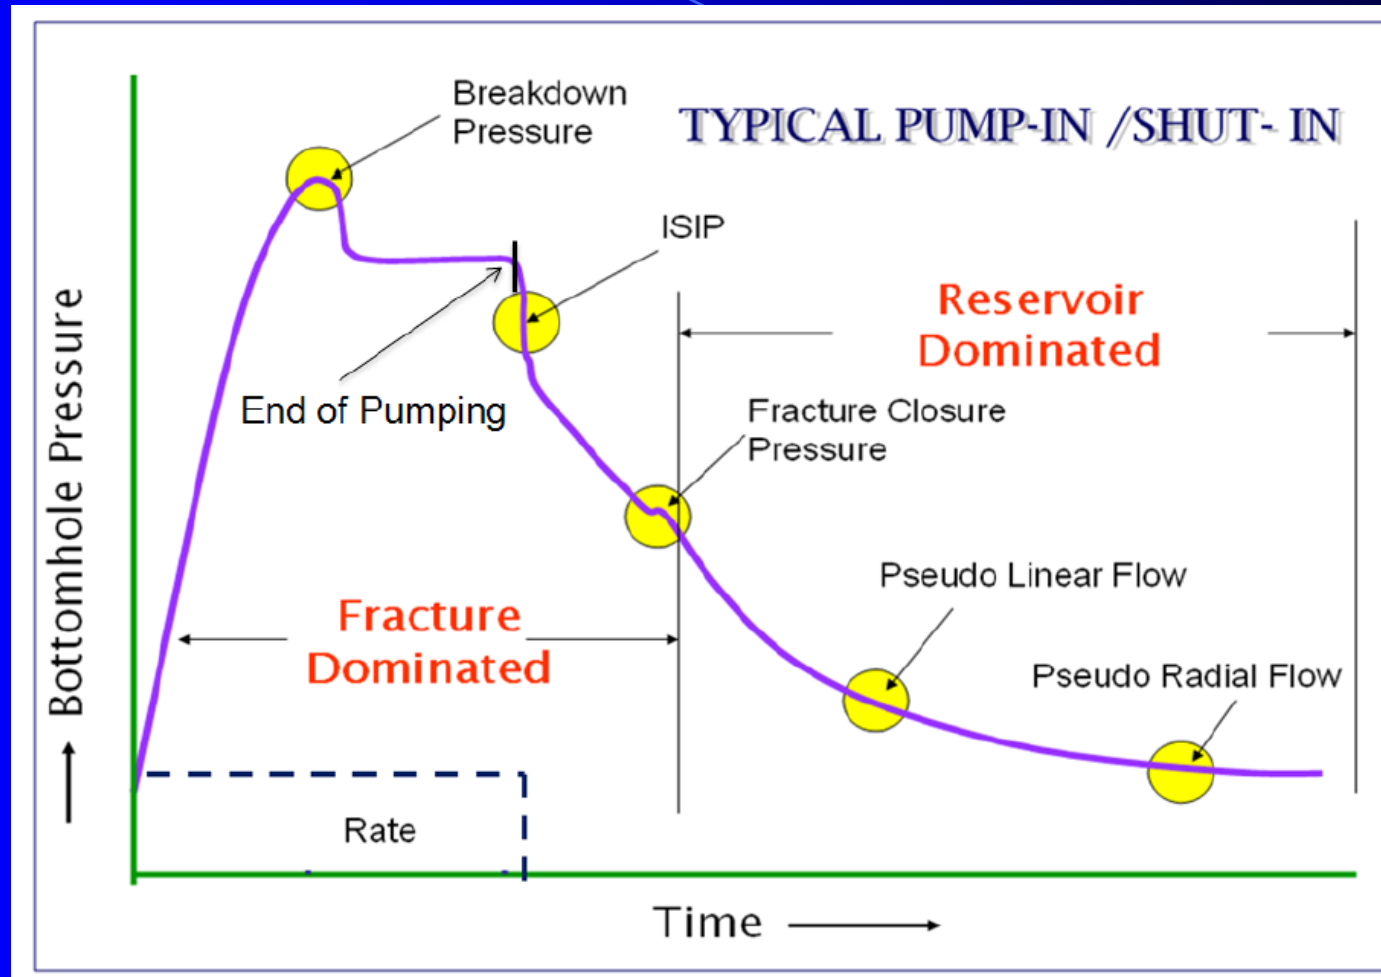 Breakdown
Pressure
TYPICAL PUMP-IN /SHUT- IN
ISIP
Reservoir
Dominated
End of Pumping
Fracture Closure
Pressure
Bottomhole Pressure
Pseudo Linear Flow
Fracture
Dominated
Pseudo Radial Flow
Rate
Time